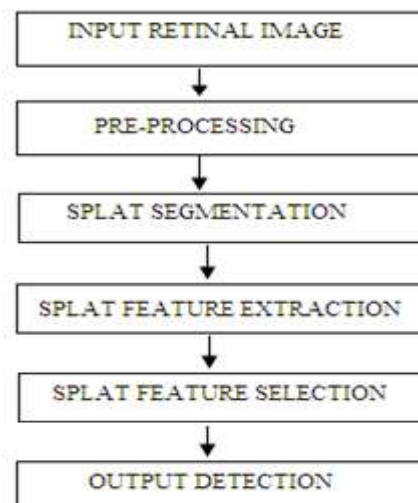 INPUT RETINAL IMAGE
PRE-PROCESSING
SPLAT SEGMENTATION
SPLAT FEATURE EXTRACTION
SPLAT FEATURE SELECTION
OUTPUT DETECTION